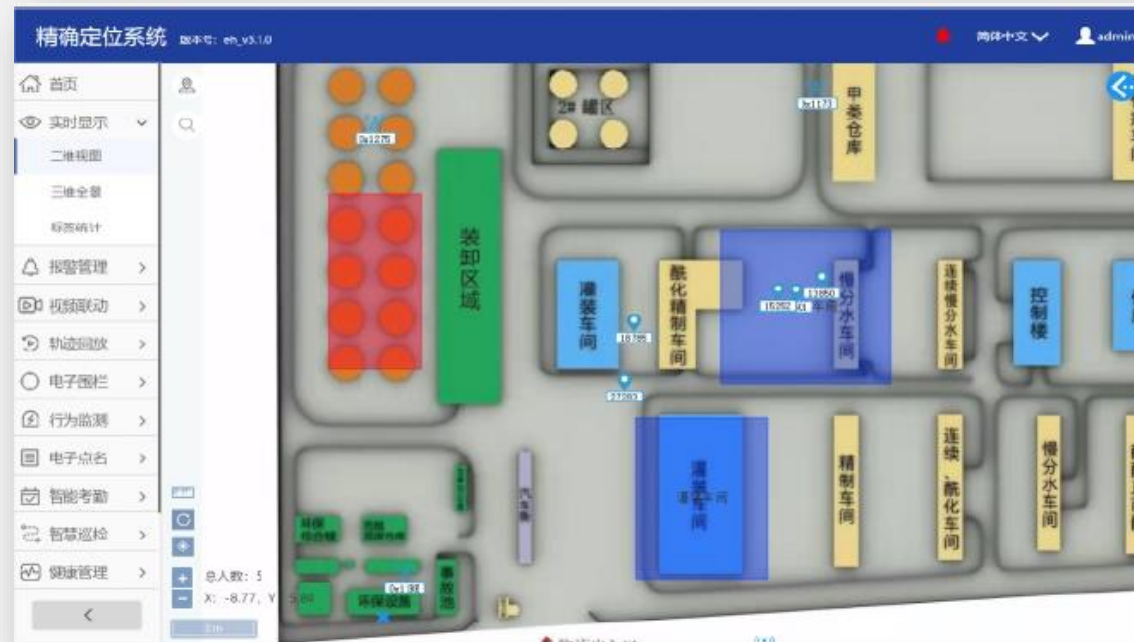 精确定位系统 版本号: eh_v3.1.0
简体中文 admin
首页
实时显示
二维视图
三维全景
标签统计
报警管理
视频联动
轨迹回放
电子围栏
行为监测
电子点名
智能考勤
智慧巡检
健康管理
总人数: 5
X: -8.77, Y
2# 罐区
甲类仓库
装卸区域
灌装车间
酰化精制车间
慢分水车间
连续慢分水车间
控制楼
18366
27283
15252
13850
灌装车间
精制车间
连续、酰化车间
慢分水车间
汽车衡
事故池
环保设施